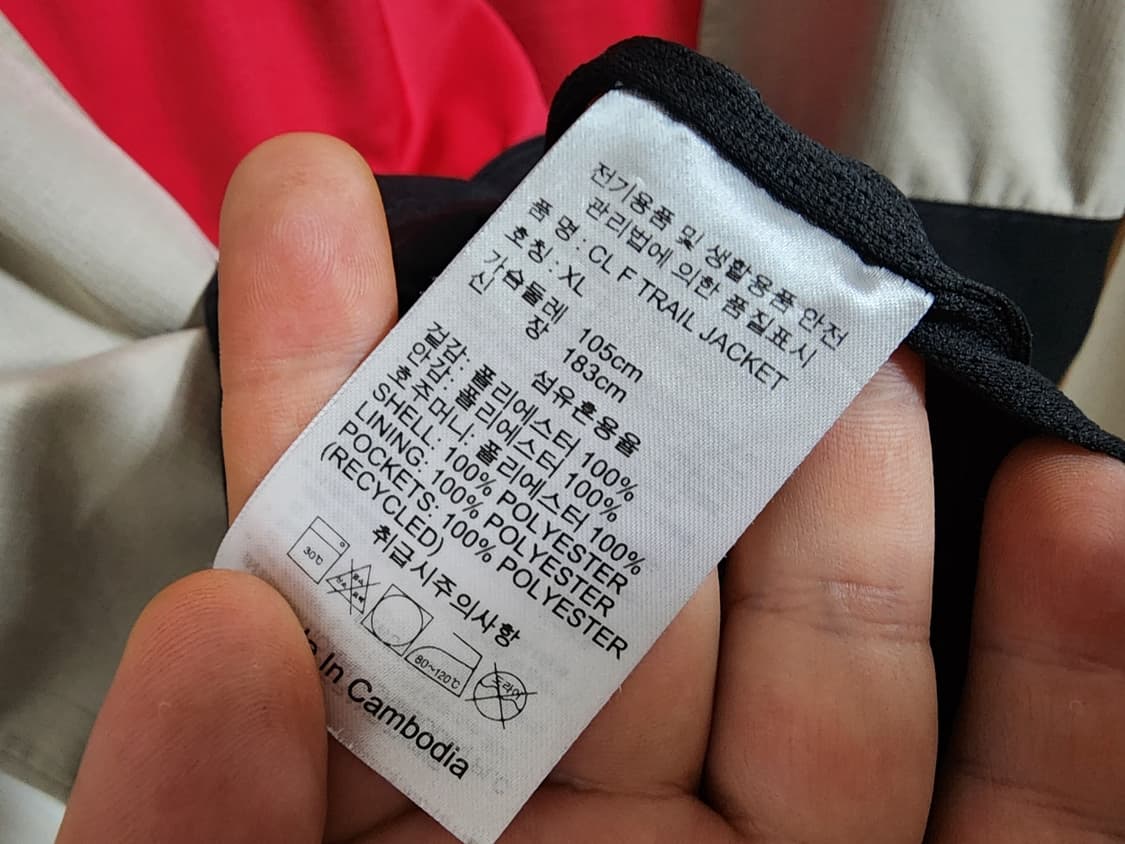 전기용품 및 생활용품 안전
관리법에 의한 품질표시
품 명 : CL F TRAIL JACKET
호칭 : XL
가슴둘레 105cm
신 장 183cm
섬유혼용율
겉감: 폴리에스터 100%
안감: 폴리에스터 100%
호주머니: 폴리에스터 100%
SHELL: 100% POLYESTER
LINING: 100% POLYESTER
POCKETS: 100% POLYESTER
(RECYCLED)
취급시주의사항
30℃
80~120℃
드라이
In Cambodia